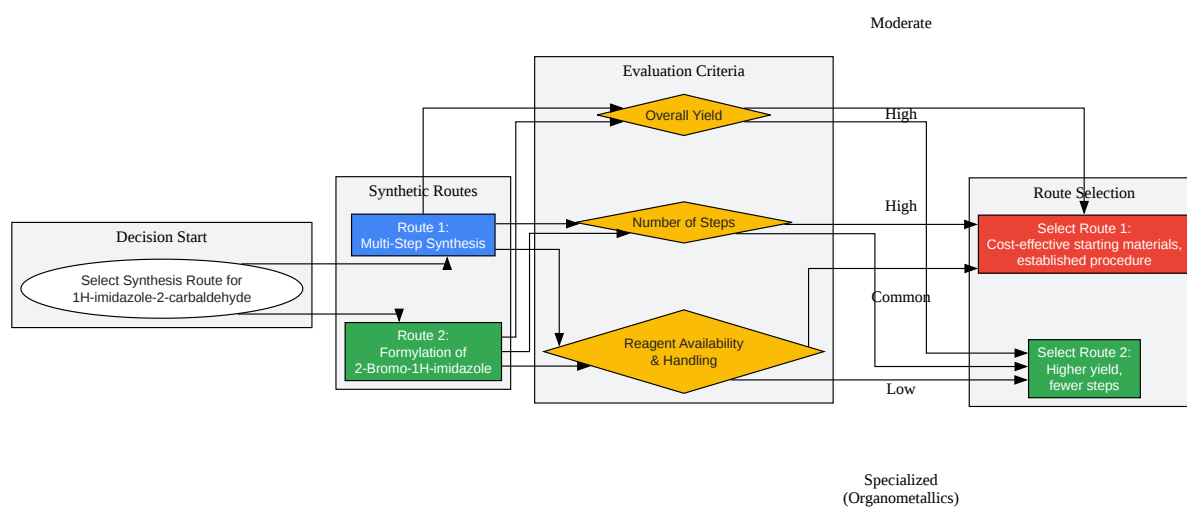 Moderate
Evaluation Criteria
Overall Yield
High
Synthetic Routes
Route Selection
Route 1:
Multi-Step Synthesis
Number of Steps
High
Select Route 1:
Cost-effective starting materials,
established procedure
Decision Start
Select Synthesis Route for
1H-imidazole-2-carbaldehyde
Common
Route 2:
Formylation of
2-Bromo-1H-imidazole
Reagent Availability
& Handling
Select Route 2:
Higher yield,
fewer steps
Low
Specialized
(Organometallics)